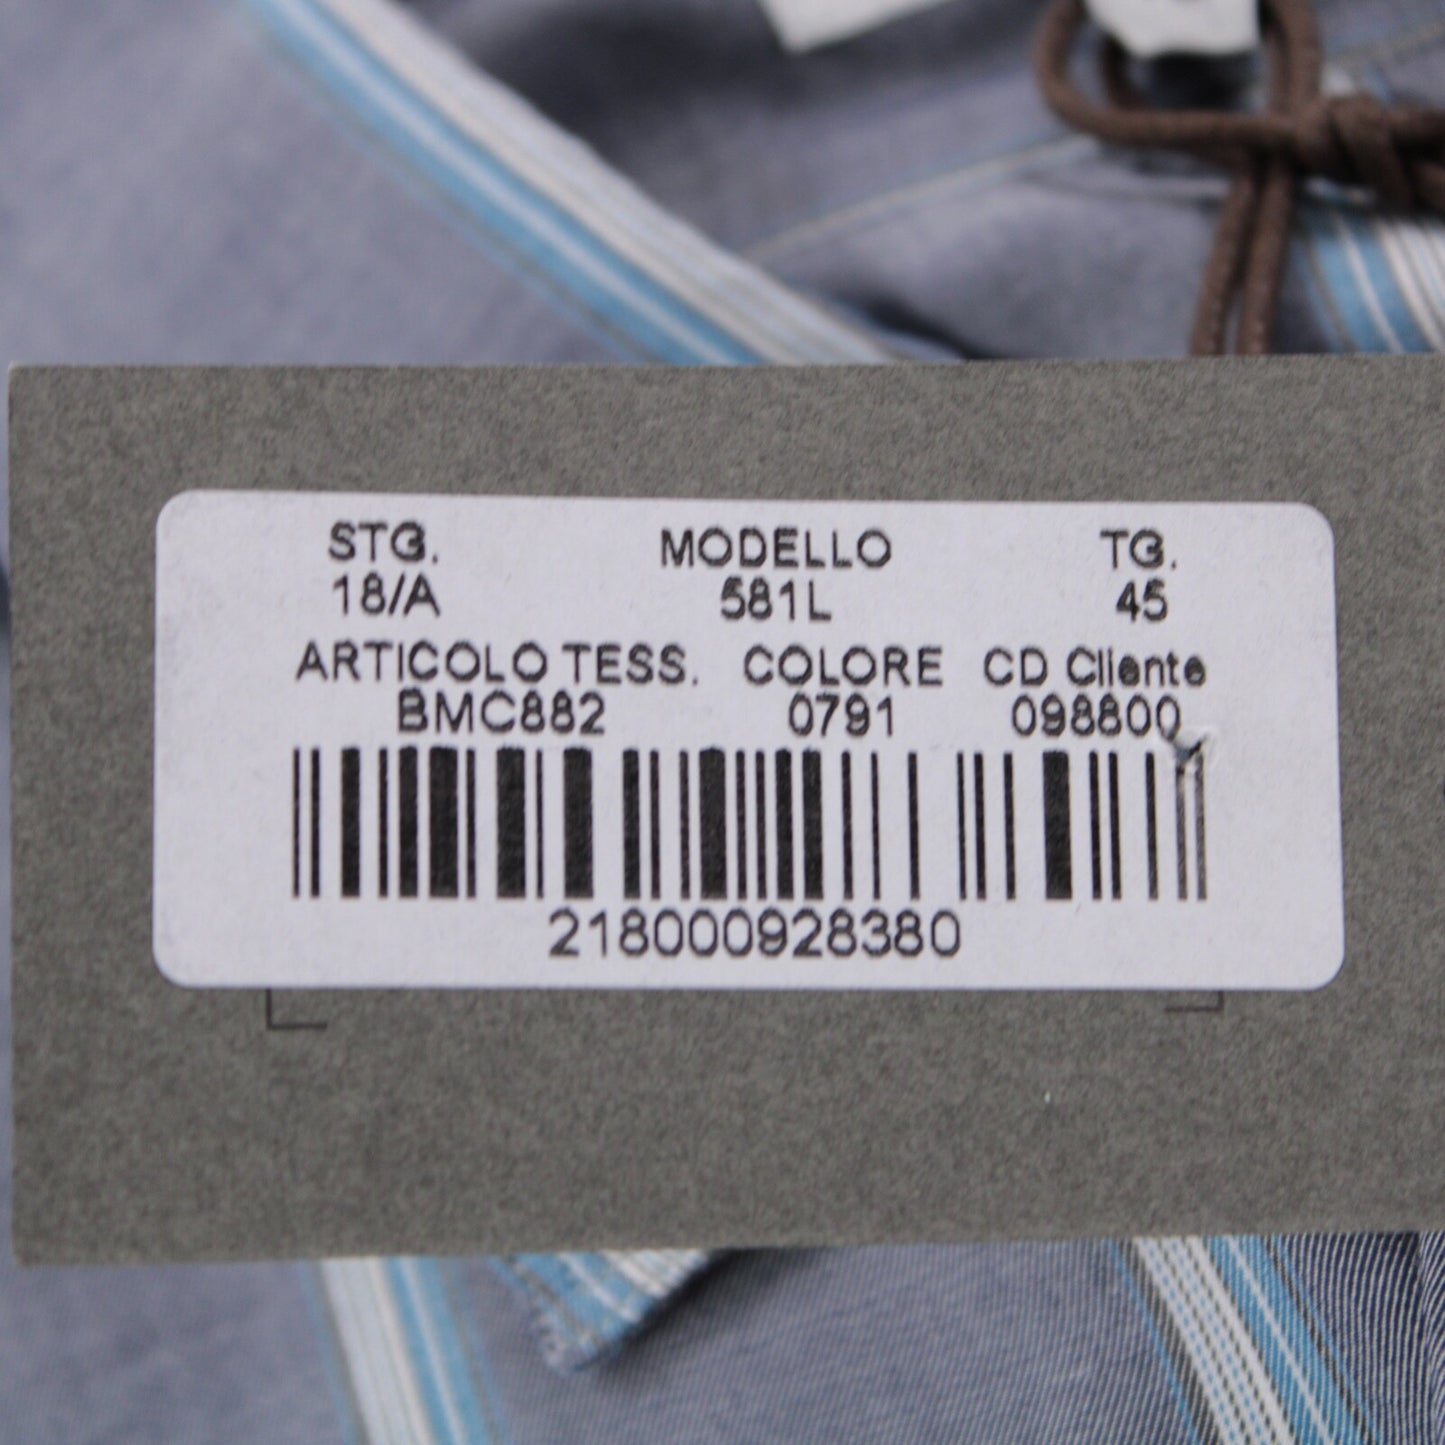 STG. MODELLO TG.
18/A 581L 45
ARTICOLO TESS. COLORE CD Cliente
BMC882 0791 098800
218000928380